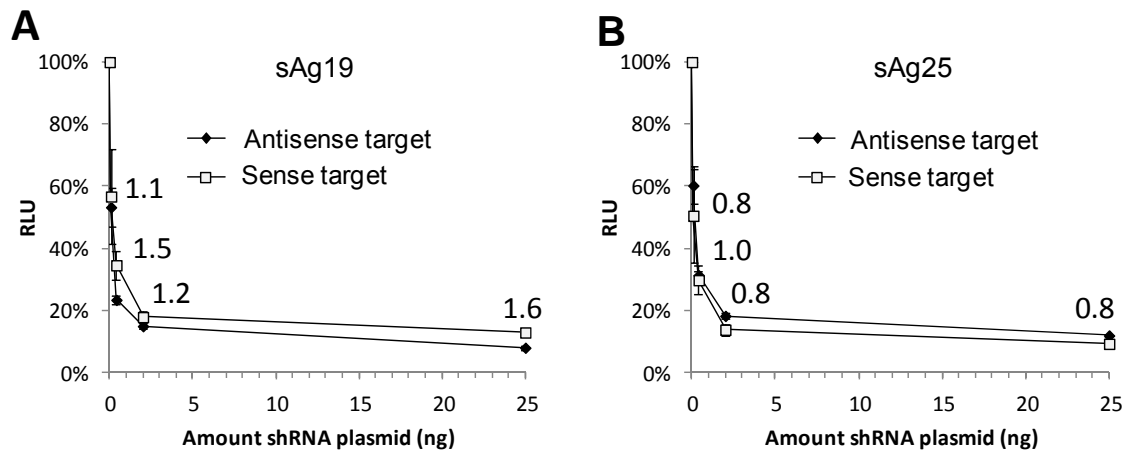 A
sAg19
100%
80%
60%
40%
20%
0%
RLU
Antisense target
Sense target
1.1
1.5
1.2
1.6
0 5 10 15 20 25
Amount shRNA plasmid (ng)
B
sAg25
100%
80%
60%
40%
20%
0%
RLU
Antisense target
Sense target
0.8
1.0
0.8
0.8
0 5 10 15 20 25
Amount shRNA plasmid (ng)